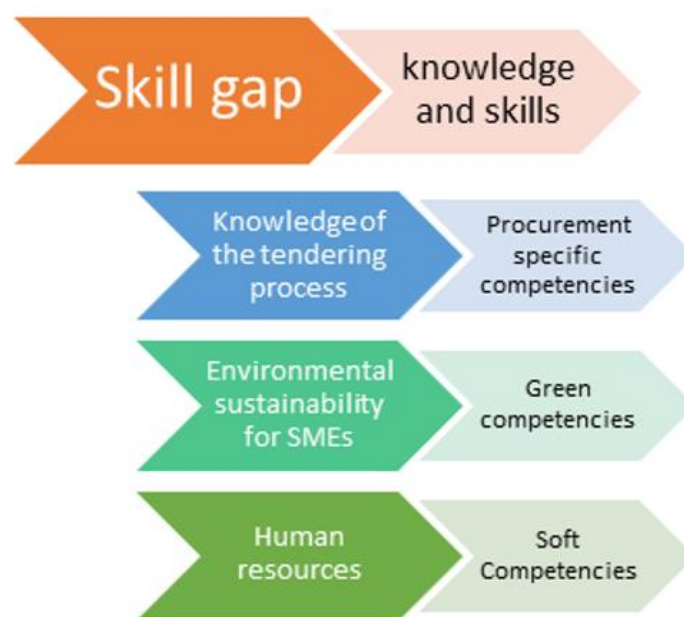 Skill gap
knowledge
and skills
Knowledge of
the tendering
process
Procurement
specific
competencies
Environmental
sustainability
for SMEs
Green
competencies
Human
resources
Soft
Competencies